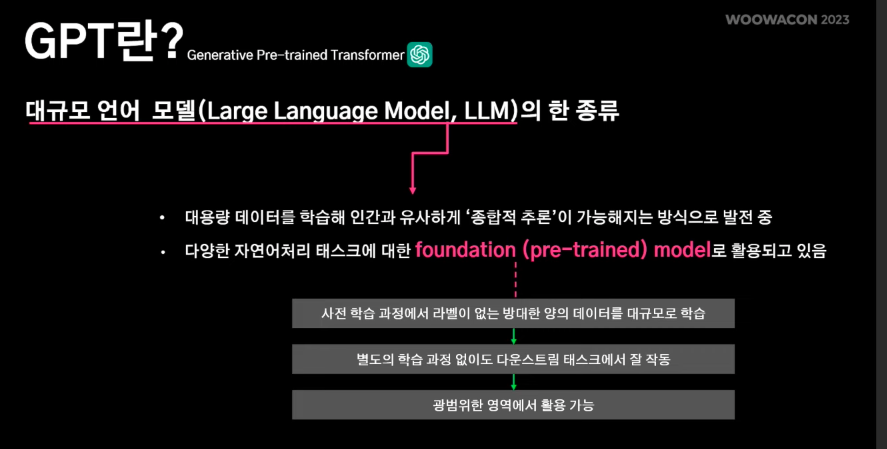 WOOWACON 2023
GPT란?
Generative Pre-trained Transformer
대규모 언어 모델(Large Language Model, LLM)의 한 종류
• 대용량 데이터를 학습해 인간과 유사하게 ‘종합적 추론’이 가능해지는 방식으로 발전 중
• 다양한 자연어처리 태스크에 대한 foundation (pre-trained) model로 활용되고 있음
사전 학습 과정에서 라벨이 없는 방대한 양의 데이터를 대규모로 학습
별도의 학습 과정 없이도 다운스트림 태스크에서 잘 작동
광범위한 영역에서 활용 가능